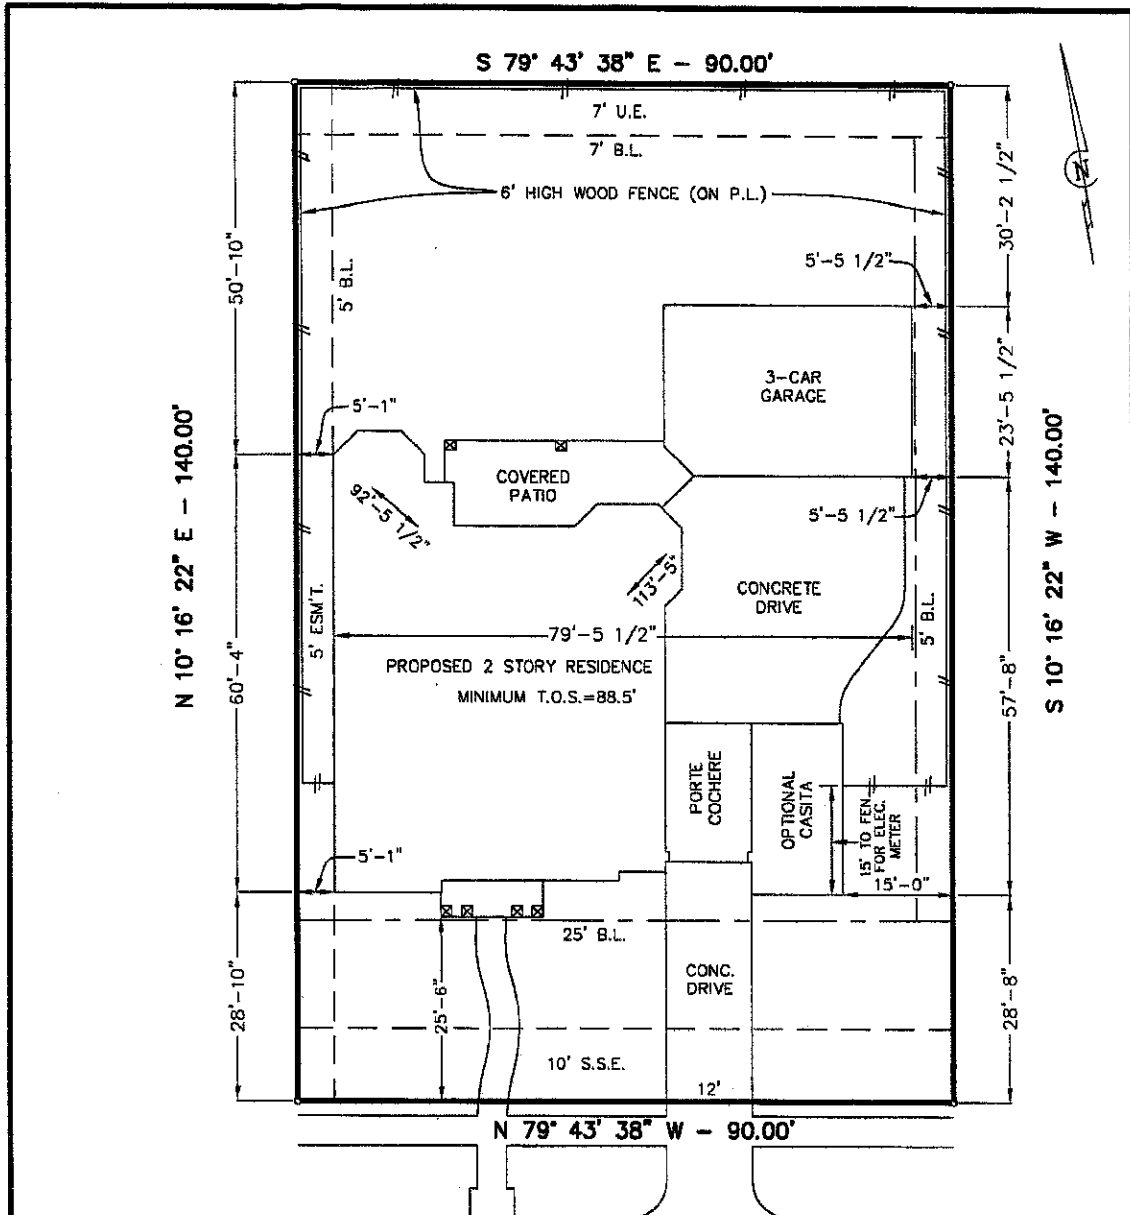 S 79° 43' 38" E - 90.00'
7' U.E.
7' B.L.
6' HIGH WOOD FENCE (ON P.L.)
50'-10"
5' B.L.
30'-2 1/2"
N
S
5'-5 1/2"
3-CAR
GARAGE
23'-5 1/2"
5'-1"
N 10° 16' 22" E - 140.00'
S 10° 16' 22" W - 140.00'
COVERED
PATIO
92'-5 1/2"
5'-5 1/2"
113'-5"
CONCRETE
DRIVE
5' ESM'T.
79'-5 1/2"
5' B.L.
60'-4"
PROPOSED 2 STORY RESIDENCE
MINIMUM T.O.S.=88.5'
57'-8"
PORTE
COCHERE
OPTIONAL
CASITA
15' TO FEN.
FOR ELEC.
METER
5'-1"
15'-0"
25' B.L.
28'-10"
25'-6"
CONC.
DRIVE
28'-8"
10' S.S.E.
12'
N 79° 43' 38" W - 90.00'